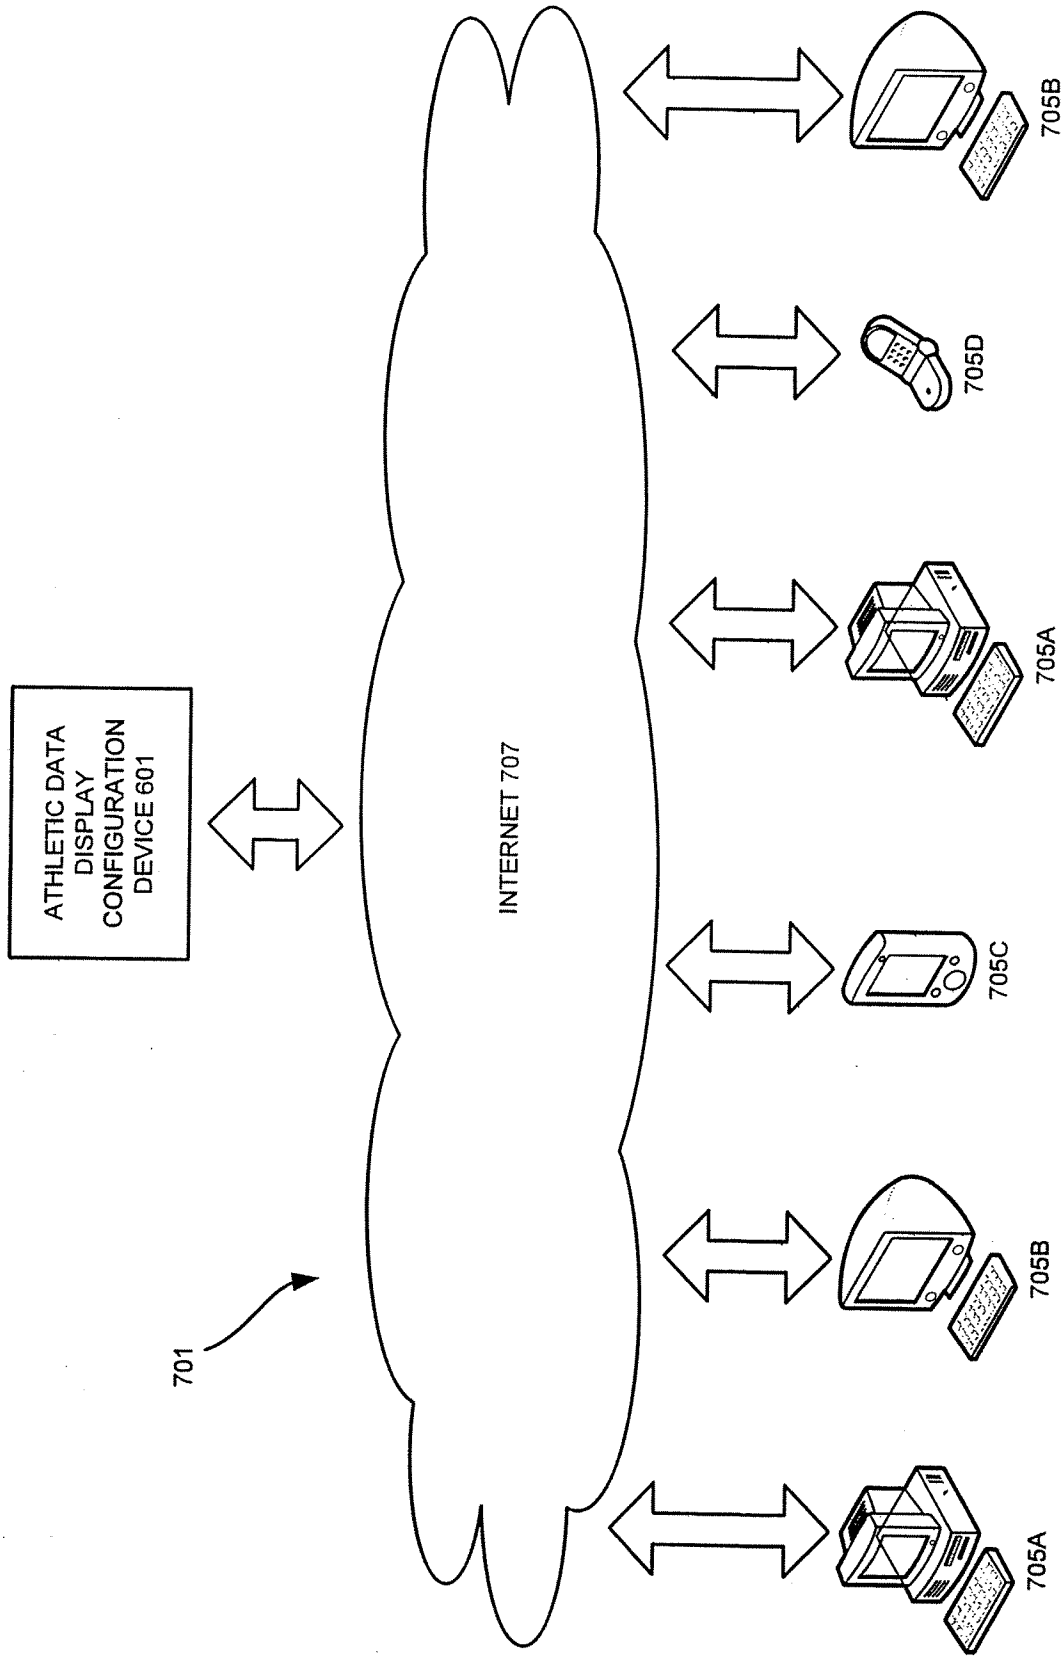 ATHLETIC DATA
DISPLAY
CONFIGURATION
DEVICE 601
701
INTERNET 707
705A
705B
705C
705A
705D
705B